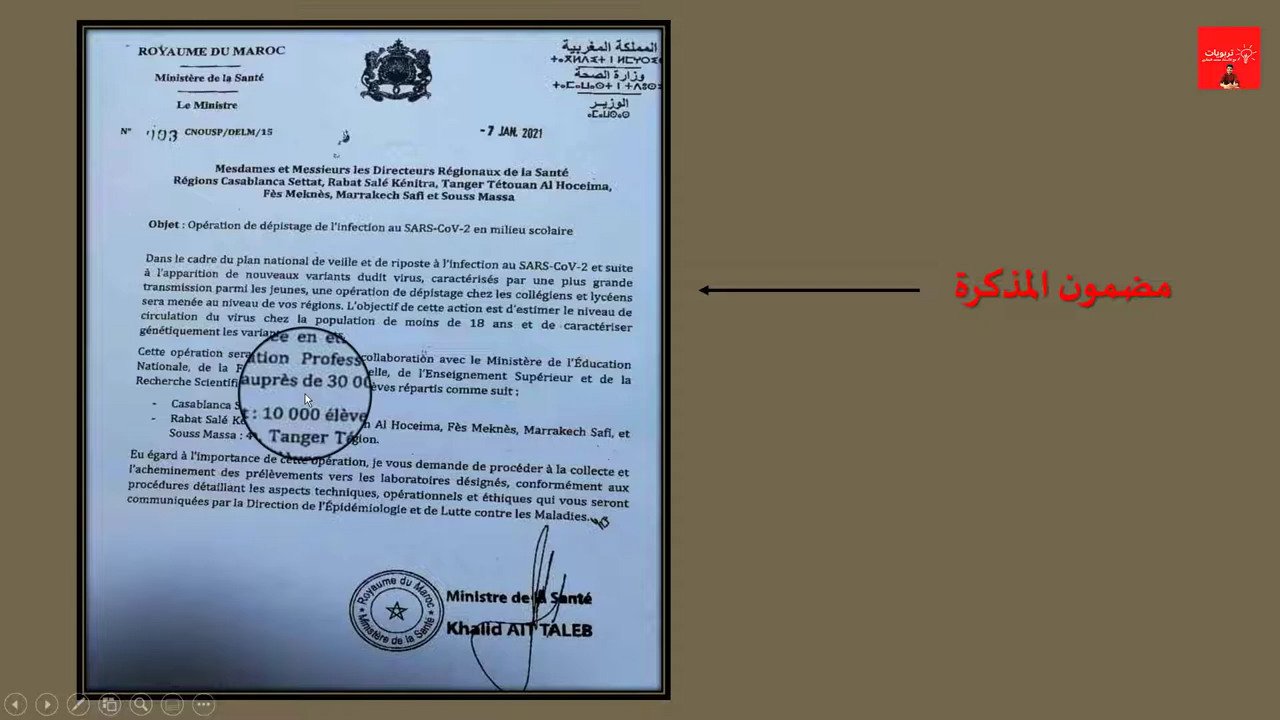 ROYAUME DU MAROC
Ministère de la Santé
Le Ministre
المملكة المغربية
ⵜⴰⴳⵍⴷⵉⵜ ⵏ ⵍⵎⵖⵔⵉⴱ
وزارة الصحة
الوزير
N° 093 CNOUSP/DELM/15
- 7 JAN. 2021
Mesdames et Messieurs les Directeurs Régionaux de la Santé
Régions Casablanca Settat, Rabat Salé Kénitra, Tanger Tétouan Al Hoceima,
Fès Meknès, Marrakech Safi et Souss Massa
Objet : Opération de dépistage de l'infection au SARS-CoV-2 en milieu scolaire
Dans le cadre du plan national de veille et de riposte à l'infection au SARS-CoV-2 et suite
à l'apparition de nouveaux variants dudit virus, caractérisés par une plus grande
transmission parmi les jeunes, une opération de dépistage chez les collégiens et lycéens
sera menée au niveau de vos régions. L'objectif de cette action est d'estimer le niveau de
circulation du virus chez la population de moins de 18 ans et de caractériser
génétiquement les varian
Cette opération sera collaboration avec le Ministère de l'Éducation
Nationale, de la F elle, de l'Enseignement Supérieur et de la
Recherche Scientifi èves répartis comme suit :
- Casablanca S
- Rabat Salé Ké n Al Hoceima, Fès Meknès, Marrakech Safi, et
Souss Massa : 4 gion.
ée en ét
ation Profess
auprès de 30 00
t : 10 000 élève
, Tanger Té
Eu égard à l'importance de cette opération, je vous demande de procéder à la collecte et
l'acheminement des prélèvements vers les laboratoires désignés, conformément aux
procédures détaillant les aspects techniques, opérationnels et éthiques qui vous seront
communiquées par la Direction de l'Épidémiologie et de Lutte contre les Maladies.
Royaume du Maroc
Ministère de la Santé
Ministre de la Santé
Khalid AIT TALEB
مضمون المذكرة
تربويات